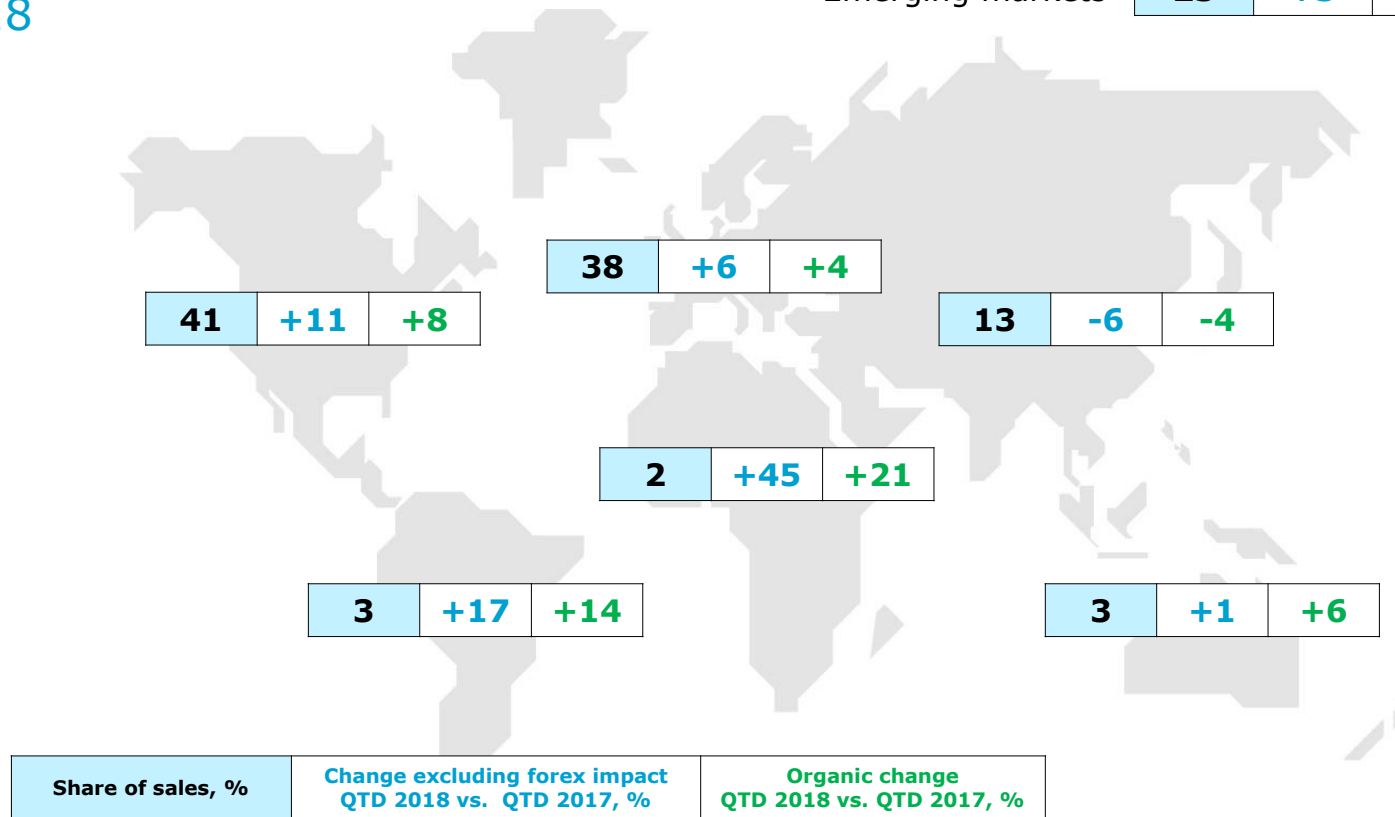 8
Emerging markets
38 +6 +4
41 +11 +8
13 -6 -4
2 +45 +21
3 +17 +14
3 +1 +6
Share of sales, %
Change excluding forex impact
QTD 2018 vs. QTD 2017, %
Organic change
QTD 2018 vs. QTD 2017, %